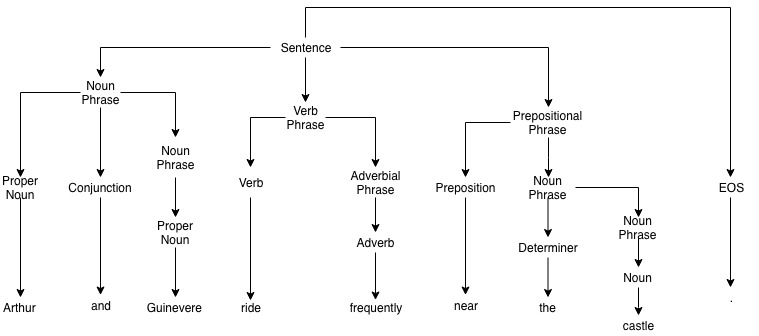 Sentence
Noun
Phrase
Verb
Phrase
Prepositional
Phrase
Proper
Noun
Conjunction
Noun
Phrase
Verb
Adverbial
Phrase
Preposition
Noun
Phrase
EOS
Proper
Noun
Adverb
Determiner
Noun
Phrase
Noun
Arthur
and
Guinevere
ride
frequently
near
the
castle
.